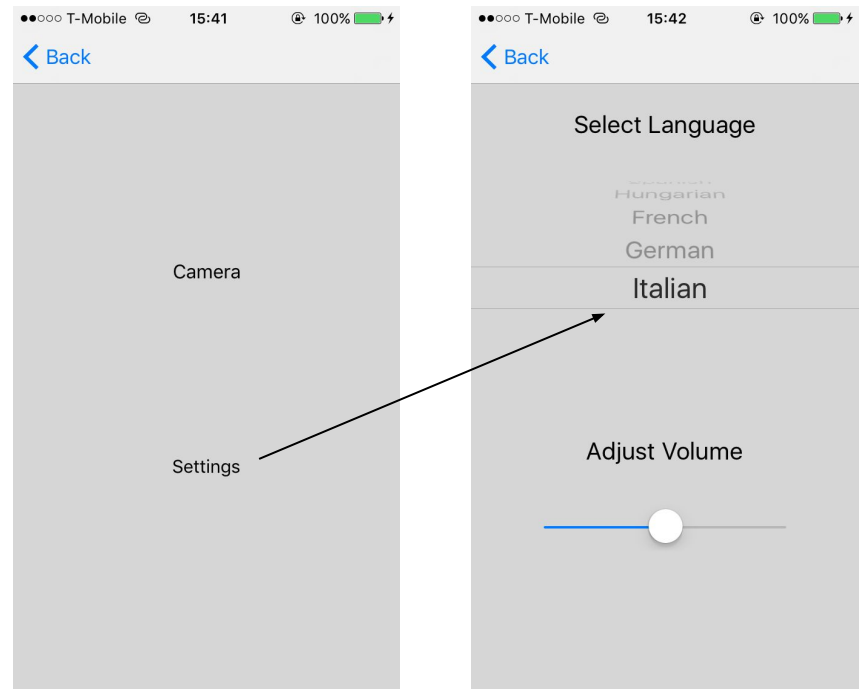 T-Mobile 15:41 100%
Back
Camera
Settings
T-Mobile 15:42 100%
Back
Select Language
Hungarian
French
German
Italian
Adjust Volume